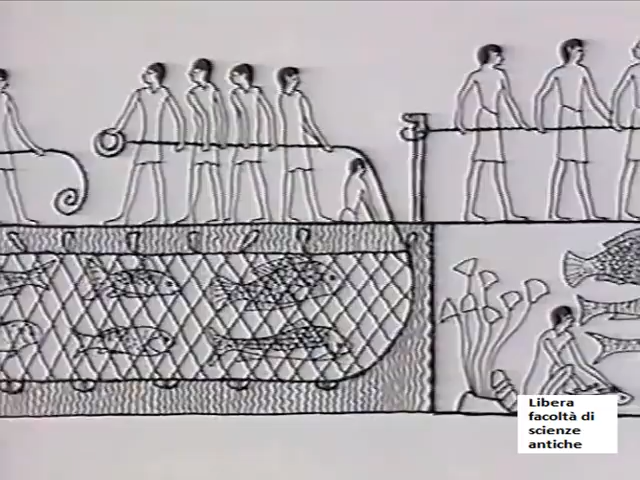 Libera
facoltà di
scienze
antiche